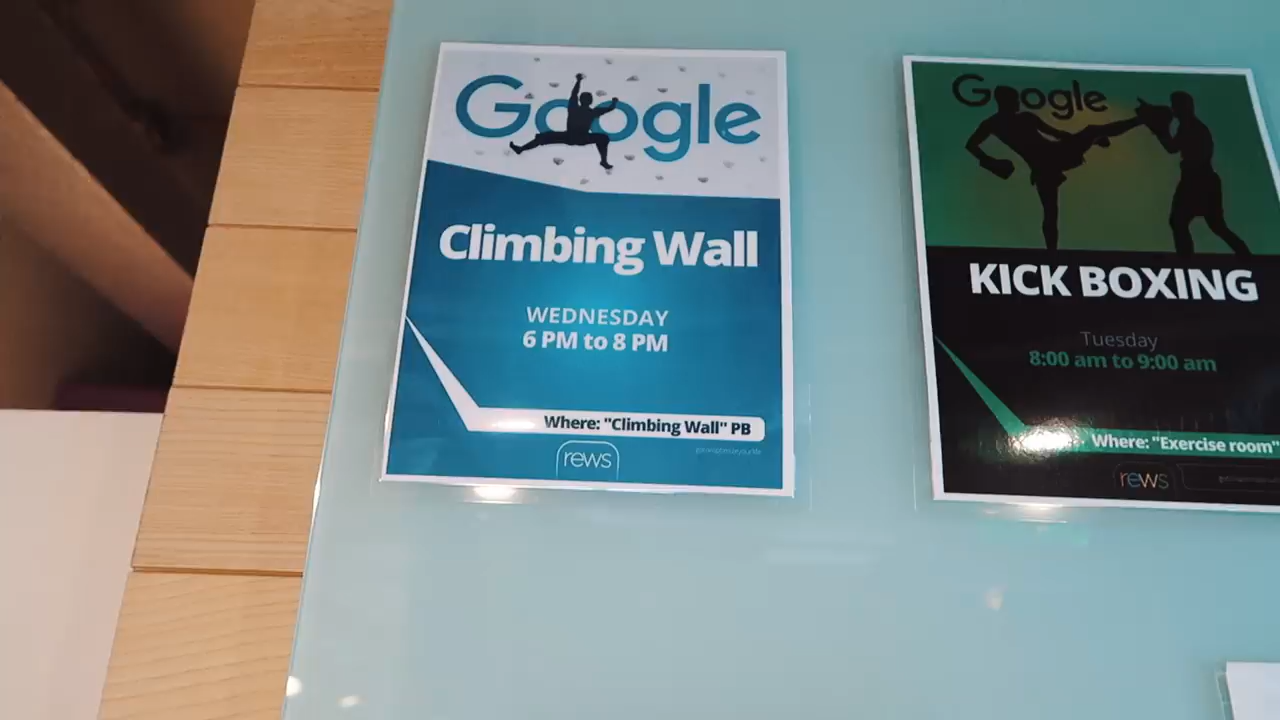 Google
Climbing Wall
WEDNESDAY
6 PM to 8 PM
Where: "Climbing Wall" PB
rews
Google
KICK BOXING
Tuesday
8:00 am to 9:00 am
Where: "Exercise room"
rews